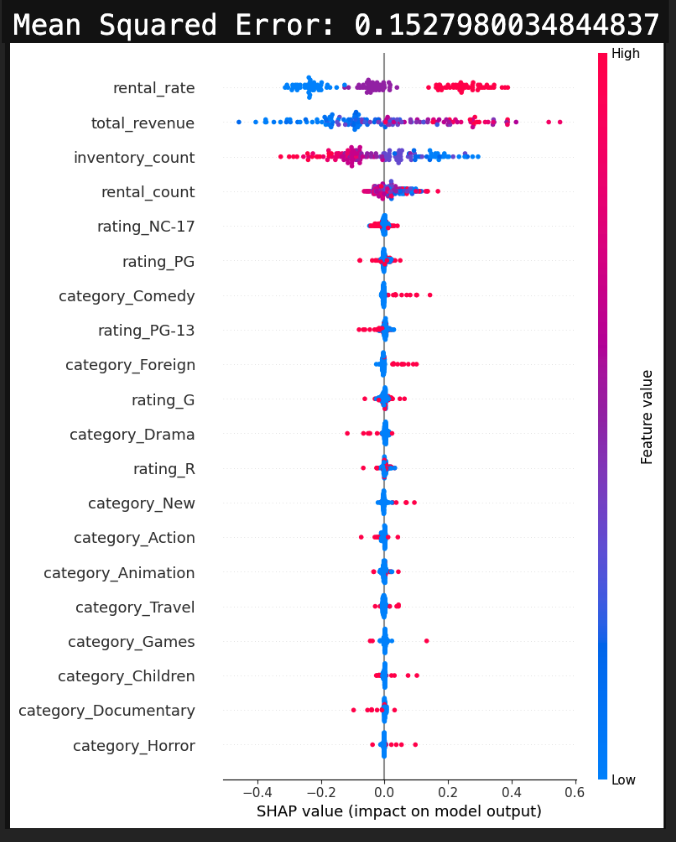 Mean Squared Error: 0.1527980034844837
High
rental_rate
total_revenue
inventory_count
rental_count
rating_NC-17
rating_PG
category_Comedy
rating_PG-13
category_Foreign
rating_G
category_Drama
rating_R
category_New
category_Action
category_Animation
category_Travel
category_Games
category_Children
category_Documentary
category_Horror
Feature value
Low
−0.4 −0.2 0.0 0.2 0.4 0.6
SHAP value (impact on model output)